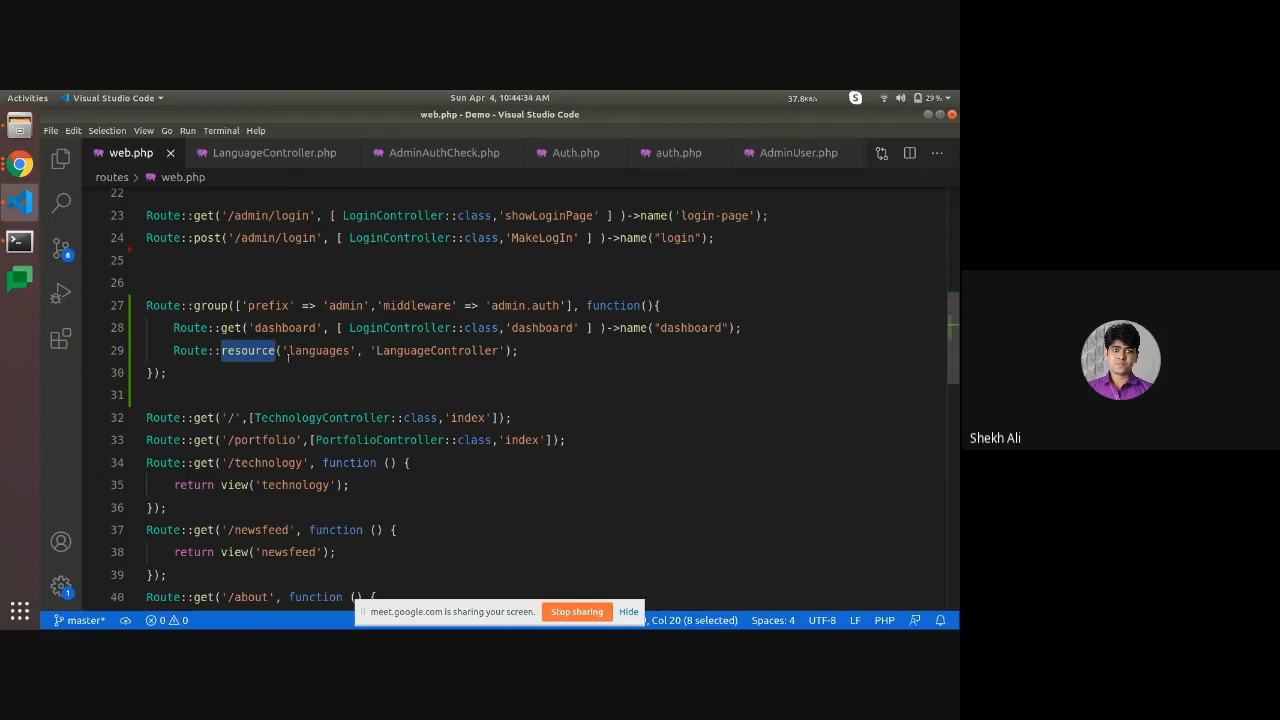 Activities
Visual Studio Code
Sun Apr 4, 10:44:34 AM
37.8KB/s
29%
web.php - Demo - Visual Studio Code
File Edit Selection View Go Run Terminal Help
web.php
LanguageController.php
AdminAuthCheck.php
Auth.php
auth.php
AdminUser.php
routes > web.php
22
23 Route::get('/admin/login', [ LoginController::class,'showLoginPage' ] )->name('login-page');
24 Route::post('/admin/login', [ LoginController::class,'MakeLogIn' ] )->name("login");
25
26
27 Route::group(['prefix' => 'admin','middleware' => 'admin.auth'], function(){
28 Route::get('dashboard', [ LoginController::class,'dashboard' ] )->name("dashboard");
29 Route::resource('languages', 'LanguageController');
30 });
31
32 Route::get('/',[TechnologyController::class,'index']);
33 Route::get('/portfolio',[PortfolioController::class,'index']);
34 Route::get('/technology', function () {
35 return view('technology');
36 });
37 Route::get('/newsfeed', function () {
38 return view('newsfeed');
39 });
40 Route::get('/about', function () {
6
1
meet.google.com is sharing your screen.
Stop sharing
Hide
master*
0
0
, Col 20 (8 selected)
Spaces: 4
UTF-8
LF
PHP
Shekh Ali